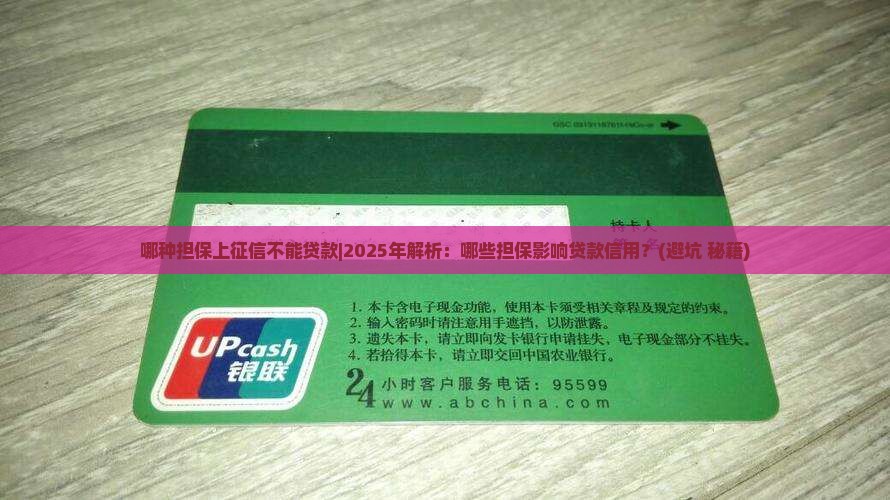 持卡人
哪种担保上征信不能贷款|2025年解析：哪些担保影响贷款信用？(避坑 秘籍)
1. 本卡含电子现金功能，使用本卡须受相关章程及规定的约束。
2. 输入密码时请注意用手遮挡，以防泄露。
3. 遗失本卡，请立即向发卡银行申请挂失，电子现金部分不挂失。
4. 若拾得本卡，请立即交回中国农业银行。
UPcash
银联
24小时客户服务电话：95599
www.abchina.com